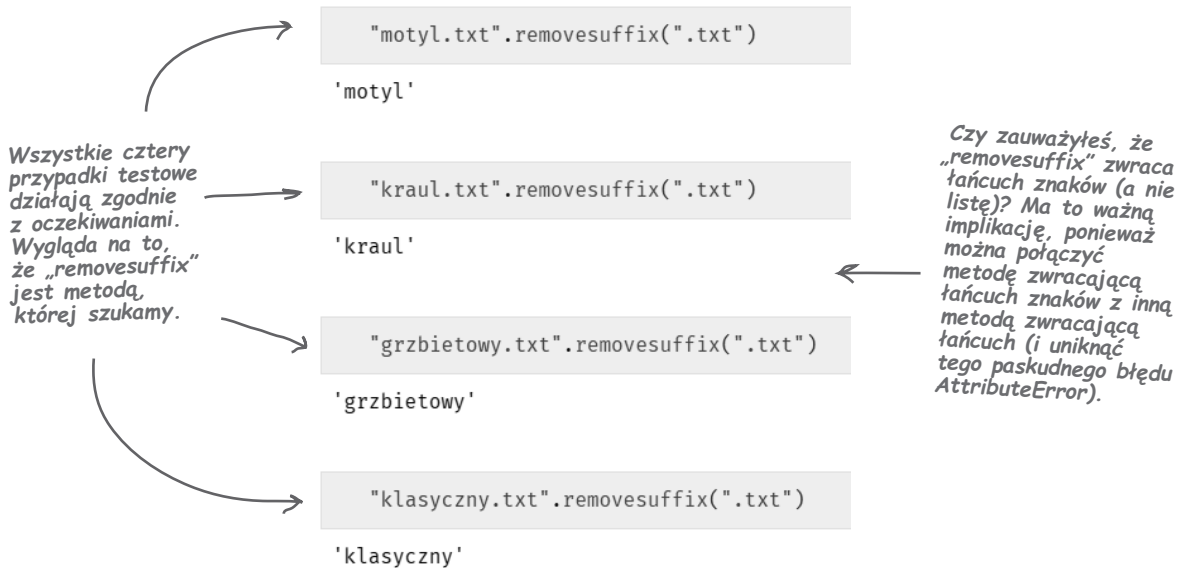 "motyl.txt".removesuffix(".txt")
'motyl'
Wszystkie cztery
przypadki testowe
działają zgodnie
z oczekiwaniami.
Wygląda na to,
że „removesuffix”
jest metodą,
której szukamy.
"kraul.txt".removesuffix(".txt")
'kraul'
Czy zauważyłeś, że
„removesuffix” zwraca
łańcuch znaków (a nie
listę)? Ma to ważną
implikację, ponieważ
można połączyć
metodę zwracającą
łańcuch znaków z inną
metodą zwracającą
łańcuch (i uniknąć
tego paskudnego błędu
AttributeError).
"grzbietowy.txt".removesuffix(".txt")
'grzbietowy'
"klasyczny.txt".removesuffix(".txt")
'klasyczny'